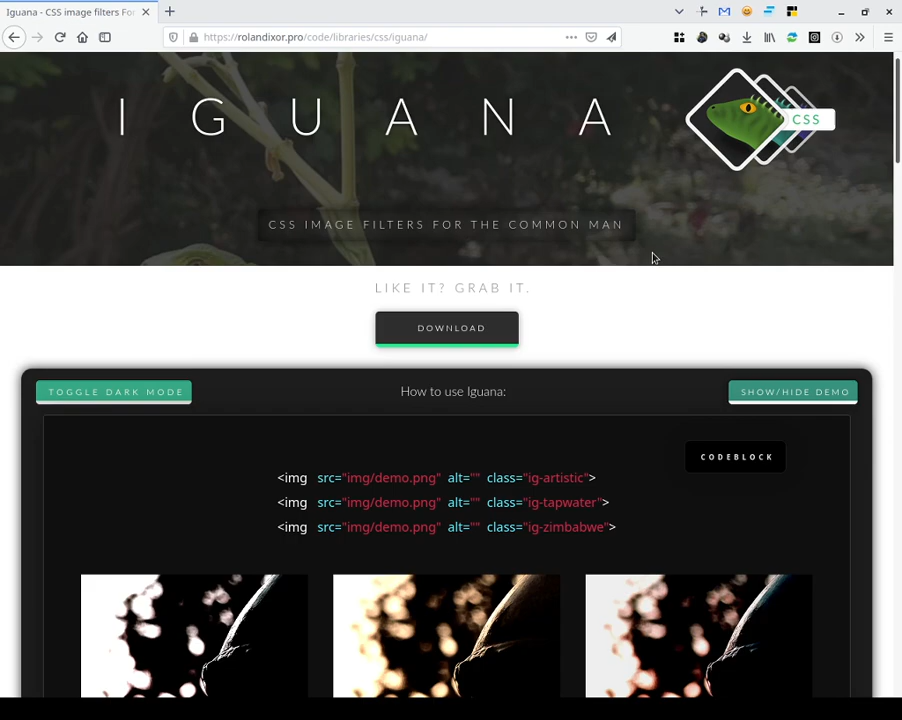 Iguana - CSS image filters For
https://rolandixor.pro/code/libraries/css/iguana/
IGUANA
CSS
CSS IMAGE FILTERS FOR THE COMMON MAN
LIKE IT? GRAB IT.
DOWNLOAD
TOGGLE DARK MODE
How to use Iguana:
SHOW/HIDE DEMO
CODEBLOCK
<img src="img/demo.png" alt="" class="ig-artistic">
<img src="img/demo.png" alt="" class="ig-tapwater">
<img src="img/demo.png" alt="" class="ig-zimbabwe">